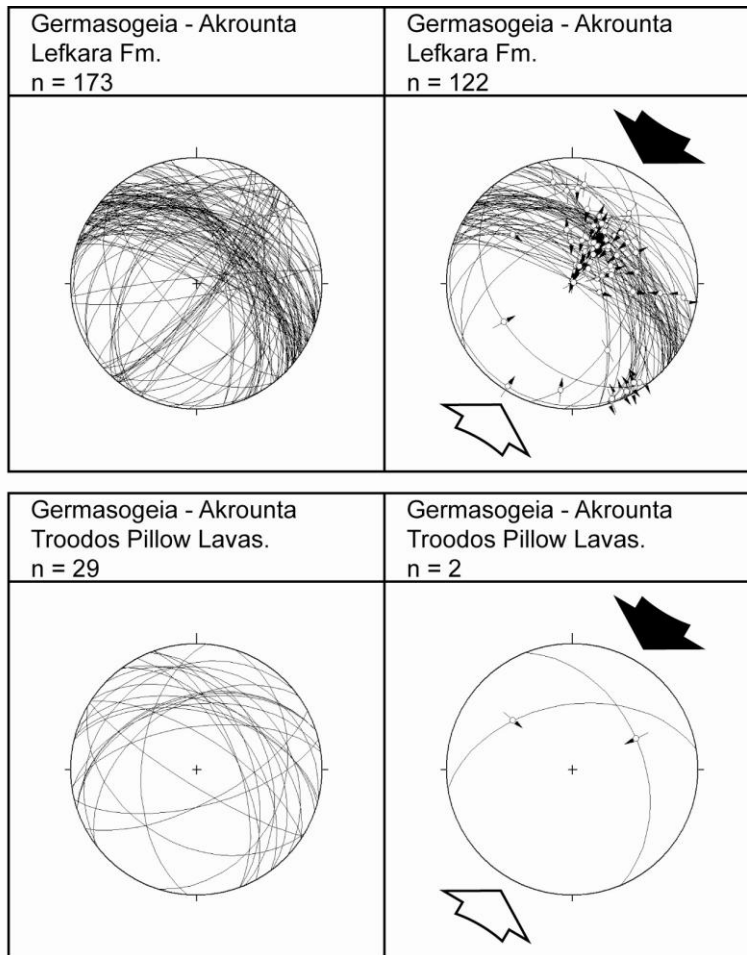 Germasogeia - Akrounta
Lefkara Fm.
n = 173
Germasogeia - Akrounta
Lefkara Fm.
n = 122
Germasogeia - Akrounta
Troodos Pillow Lavas.
n = 29
Germasogeia - Akrounta
Troodos Pillow Lavas.
n = 2